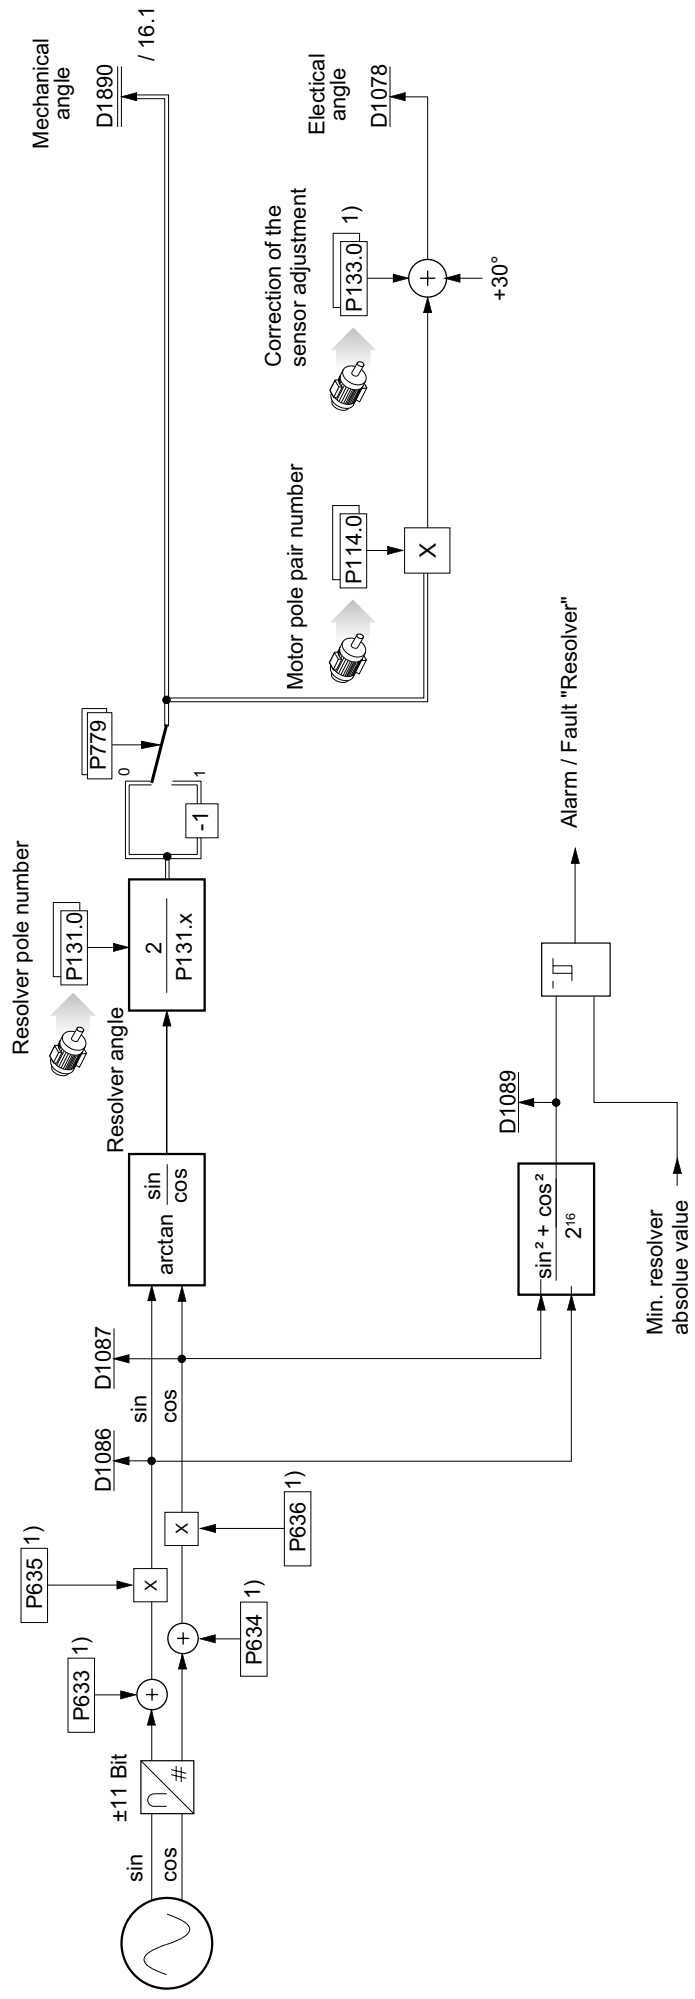 sin
cos
±11 Bit
∩
#
P633 1)
+
P634 1)
+
P635 1)
X
P636 1)
X
D1086
D1087
sin
cos
arctan sin
cos
Resolver angle
Resolver pole number
P131.0
2
P131.x
-1
P779
0
1
Mechanical
angle
D1890
/ 16.1
Motor pole pair number
P114.0
X
Correction of the
sensor adjustment
P133.0 1)
+
+30°
Electical
angle
D1078
sin² + cos²
2¹⁶
D1089
Min. resolver
absolue value
Alarm / Fault "Resolver"